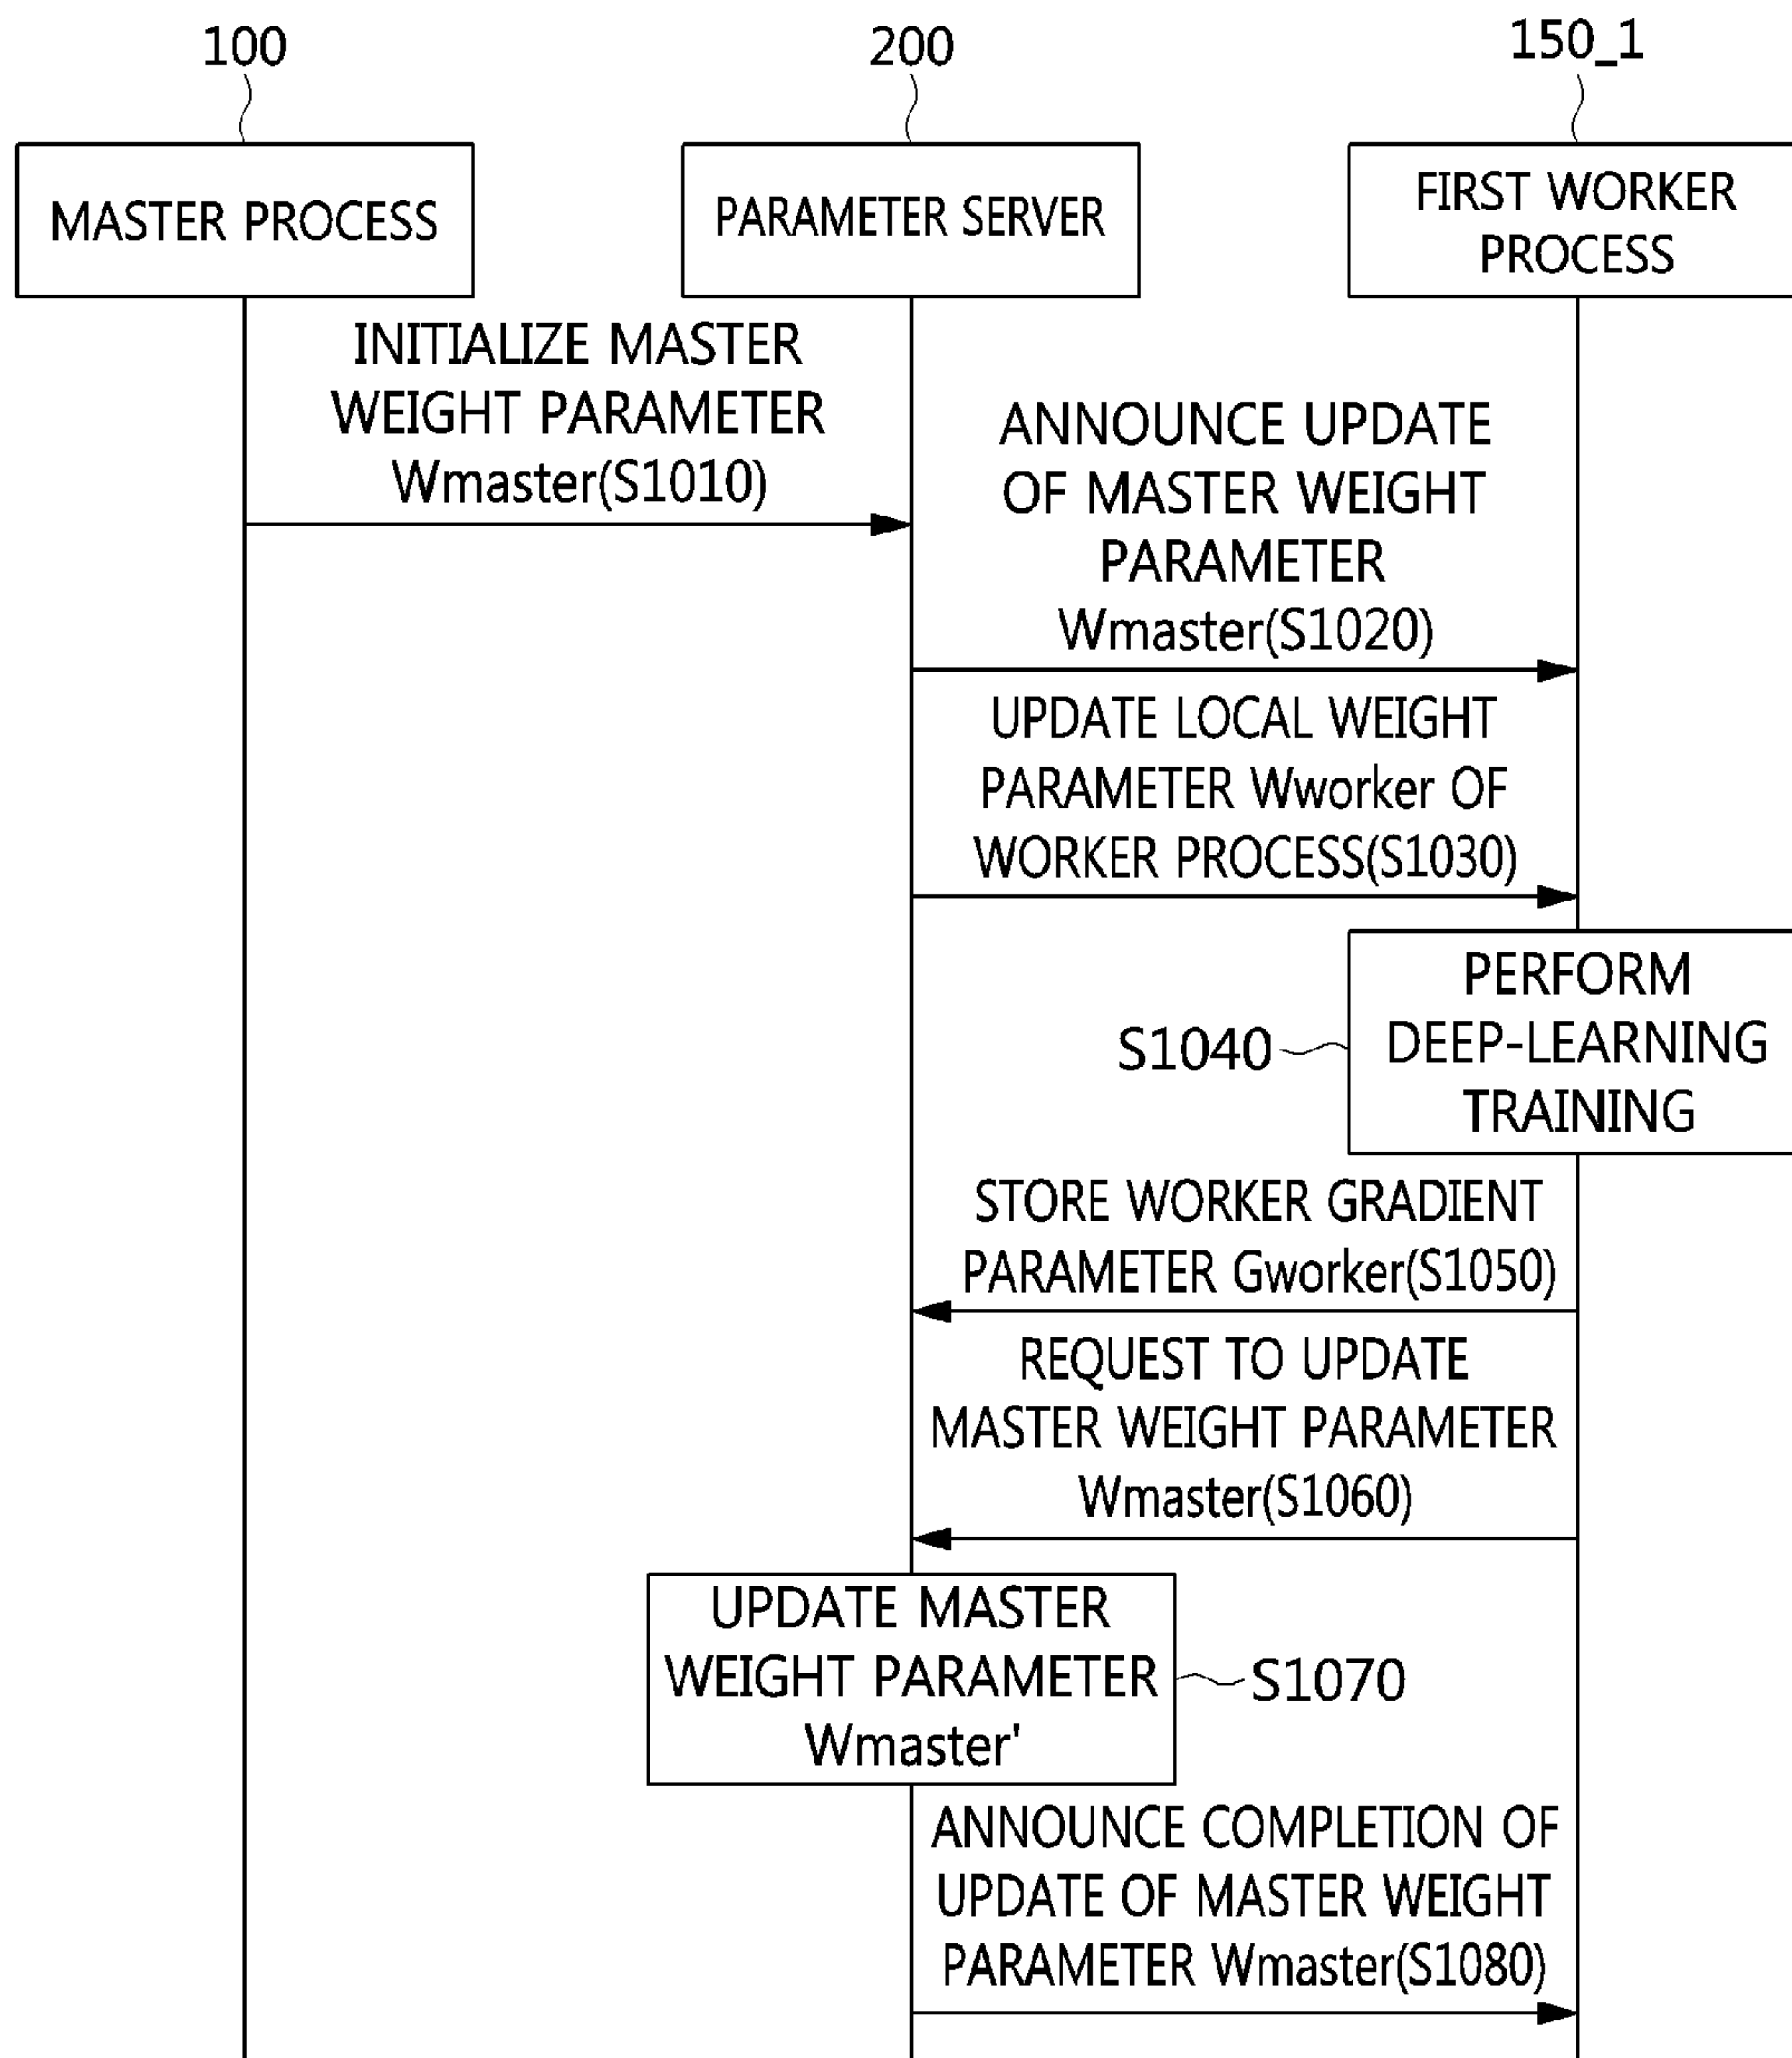 100
200
150_1
MASTER PROCESS
PARAMETER SERVER
FIRST WORKER
PROCESS
INITIALIZE MASTER
WEIGHT PARAMETER
Wmaster(S1010)
ANNOUNCE UPDATE
OF MASTER WEIGHT
PARAMETER
Wmaster(S1020)
UPDATE LOCAL WEIGHT
PARAMETER Wworker OF
WORKER PROCESS(S1030)
PERFORM
DEEP-LEARNING
TRAINING
S1040
STORE WORKER GRADIENT
PARAMETER Gworker(S1050)
REQUEST TO UPDATE
MASTER WEIGHT PARAMETER
Wmaster(S1060)
UPDATE MASTER
WEIGHT PARAMETER
Wmaster'
S1070
ANNOUNCE COMPLETION OF
UPDATE OF MASTER WEIGHT
PARAMETER Wmaster(S1080)